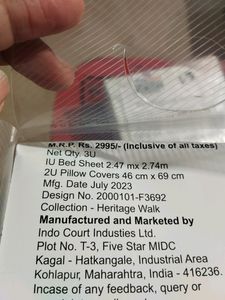 M.R.P. Rs. 2995/- (Inclusive of all taxes)
Net Qty. 3U
IU Bed Sheet 2.47 mx 2.74m
2U Pillow Covers 46 cm x 69 cm
Mfg. Date July 2023
Design No. 2000101-F3692
Collection - Heritage Walk
Manufactured and Marketed by
Indo Court Industies Ltd.
Plot No. T-3, Five Star MIDC
Kagal - Hatkangale, Industrial Area
Kohlapur, Maharahtra, India - 416236.
Incase of any feedback, query or